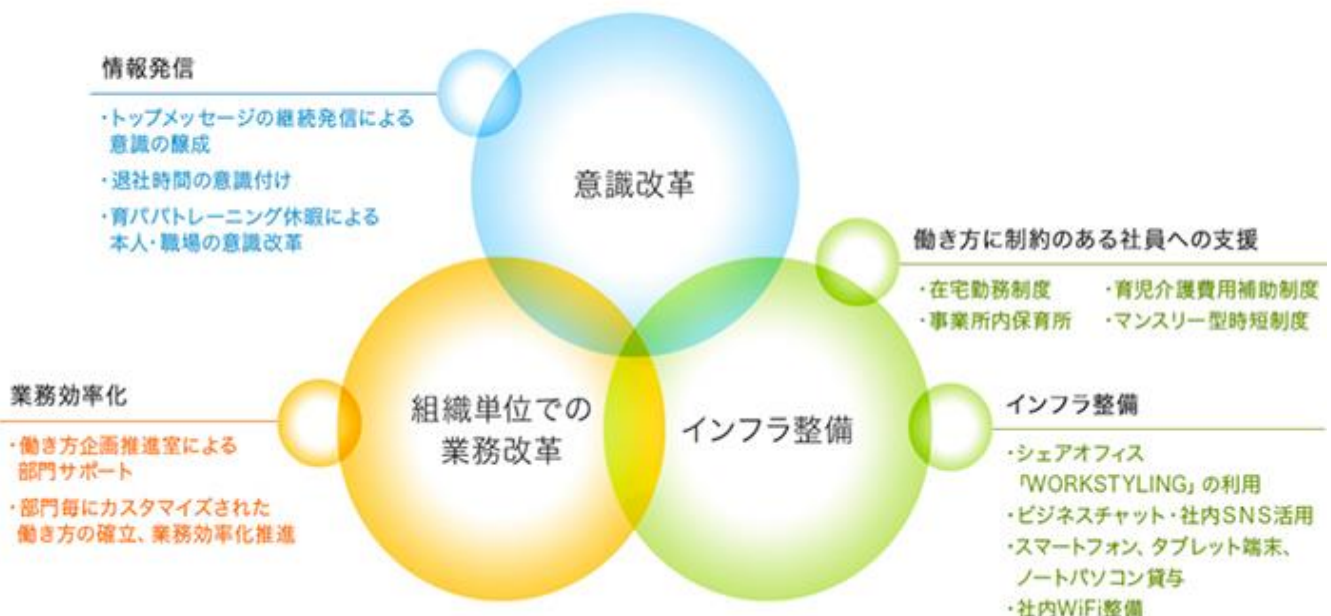 情報発信
・トップメッセージの継続発信による
意識の醸成
・退社時間の意識付け
・育パパトレーニング休暇による
本人・職場の意識改革
意識改革
働き方に制約のある社員への支援
・在宅勤務制度
・育児介護費用補助制度
・事業所内保育所
・マンスリー型時短制度
業務効率化
・働き方企画推進室による
部門サポート
・部門毎にカスタマイズされた
働き方の確立、業務効率化推進
組織単位での
業務改革
インフラ整備
インフラ整備
・シェアオフィス
「WORKSTYLING」の利用
・ビジネスチャット・社内SNS活用
・スマートフォン、タブレット端末、
ノートパソコン貸与
・社内WiFi整備